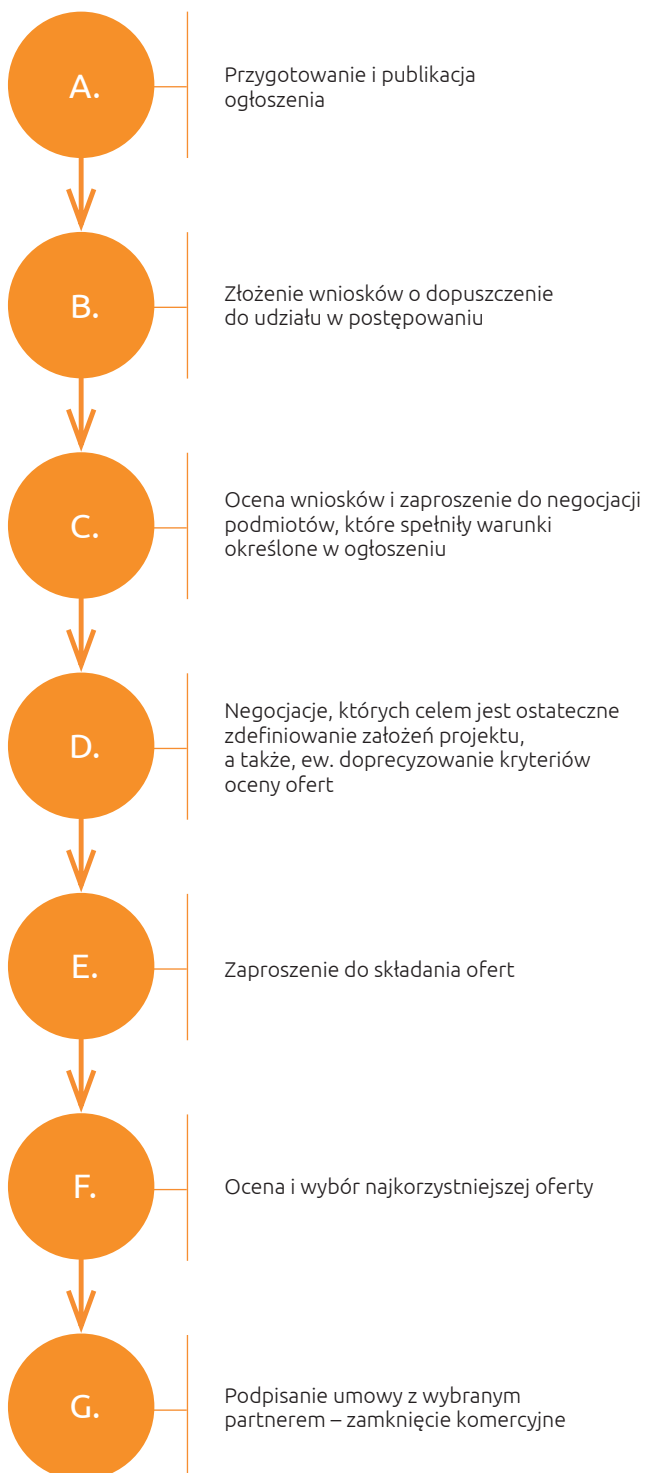 A.
Przygotowanie i publikacja
ogłoszenia
B.
Złożenie wniosków o dopuszczenie
do udziału w postępowaniu
C.
Ocena wniosków i zaproszenie do negocjacji
podmiotów, które spełniły warunki
określone w ogłoszeniu
D.
Negocjacje, których celem jest ostateczne
zdefiniowanie założeń projektu,
a także, ew. doprecyzowanie kryteriów
oceny ofert
E.
Zaproszenie do składania ofert
F.
Ocena i wybór najkorzystniejszej oferty
G.
Podpisanie umowy z wybranym
partnerem – zamknięcie komercyjne